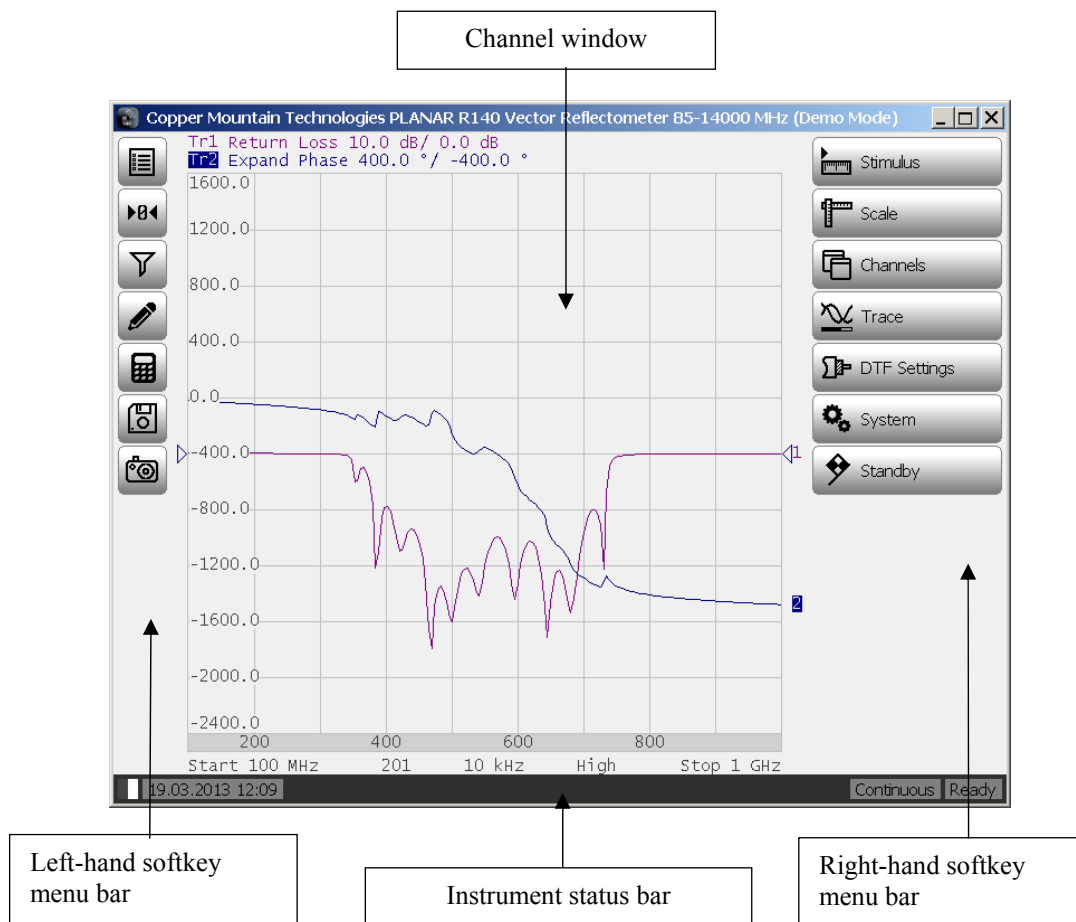 Channel window
Copper Mountain Technologies PLANAR R140 Vector Reflectometer 85-14000 MHz (Demo Mode)
Tr1 Return Loss 10.0 dB/ 0.0 dB
Tr2 Expand Phase 400.0 °/ -400.0 °
1600.0
1200.0
800.0
400.0
0.0
-400.0
-800.0
-1200.0
-1600.0
-2000.0
-2400.0
1
2
200 400 600 800
Start 100 MHz 201 10 kHz High Stop 1 GHz
0
Stimulus
Scale
Channels
Trace
DTF Settings
System
Standby
19.03.2013 12:09 Continuous Ready
Left-hand softkey
menu bar
Instrument status bar
Right-hand softkey
menu bar